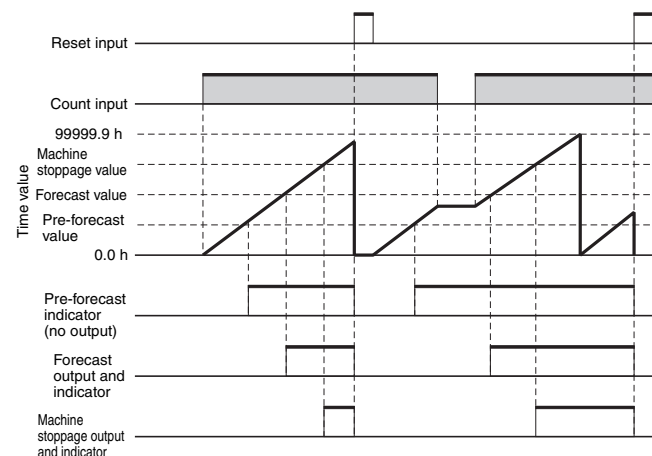 Reset input
Count input
99999.9 h
Machine
stoppage value
Forecast value
Pre-forecast
value
0.0 h
Time value
Pre-forecast
indicator
(no output)
Forecast
output and
indicator
Machine
stoppage output
and indicator